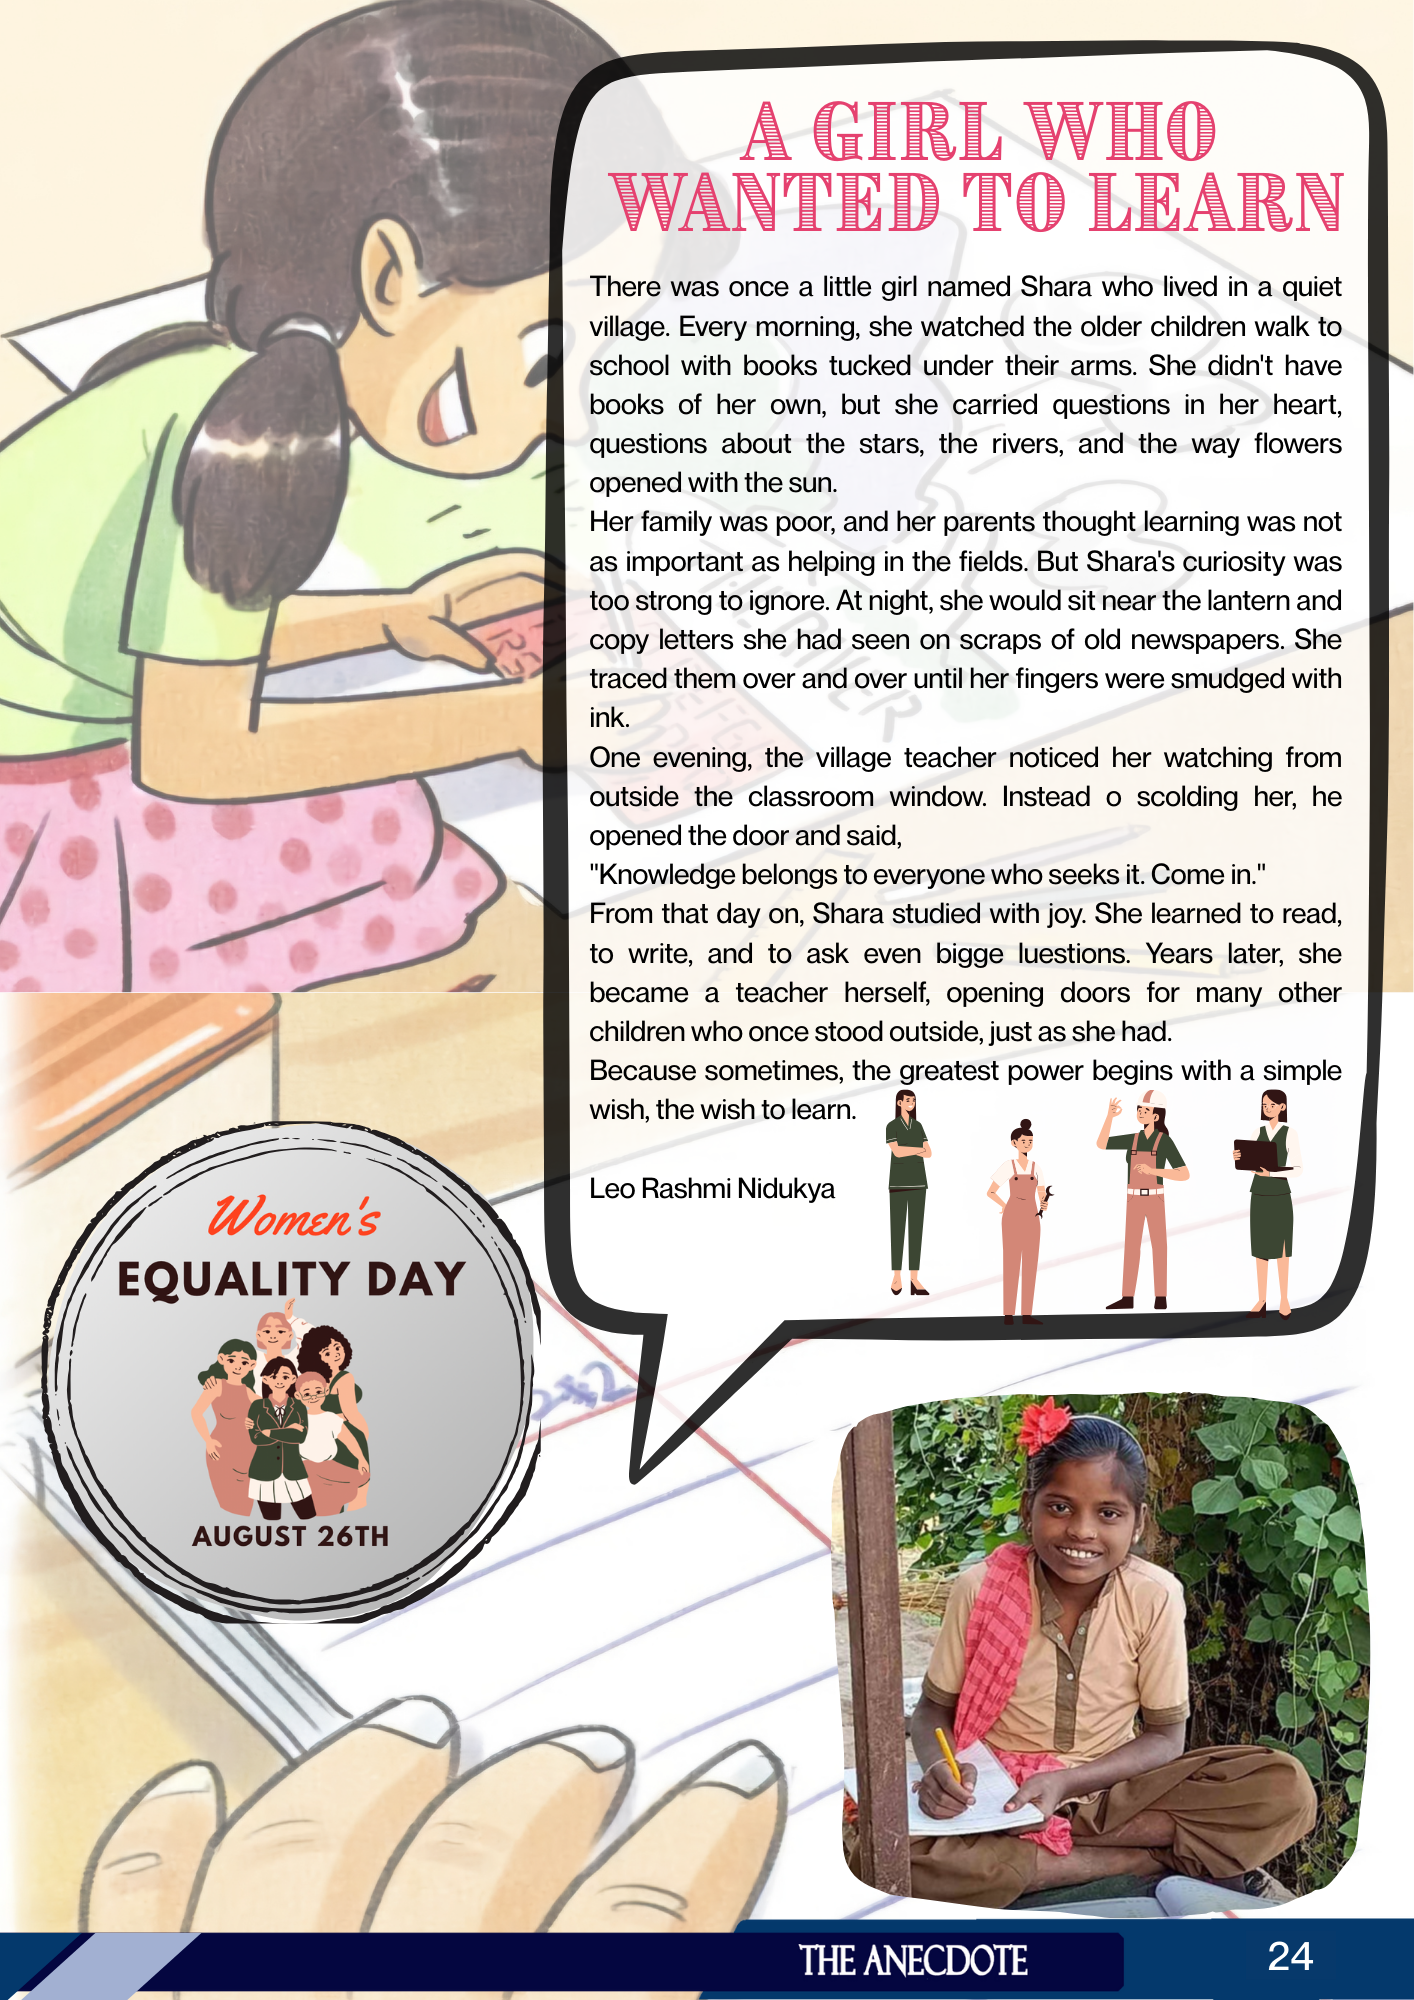 A GIRL WHO
WANTED TO LEARN
There was once a little girl named Shara who lived in a quiet
village. Every morning, she watched the older children walk to
school with books tucked under their arms. She didn't have
books of her own, but she carried questions in her heart,
questions about the stars, the rivers, and the way flowers
opened with the sun.
Her family was poor, and her parents thought learning was not
as important as helping in the fields. But Shara's curiosity was
too strong to ignore. At night, she would sit near the lantern and
copy letters she had seen on scraps of old newspapers. She
traced them over and over until her fingers were smudged with
ink.
One evening, the village teacher noticed her watching from
outside the classroom window. Instead o scolding her, he
opened the door and said,
"Knowledge belongs to everyone who seeks it. Come in."
From that day on, Shara studied with joy. She learned to read,
to write, and to ask even bigge luestions. Years later, she
became a teacher herself, opening doors for many other
children who once stood outside, just as she had.
Because sometimes, the greatest power begins with a simple
wish, the wish to learn.
Leo Rashmi Nidukya
Women's
EQUALITY DAY
AUGUST 26TH
2x2
THE ANECDOTE
24